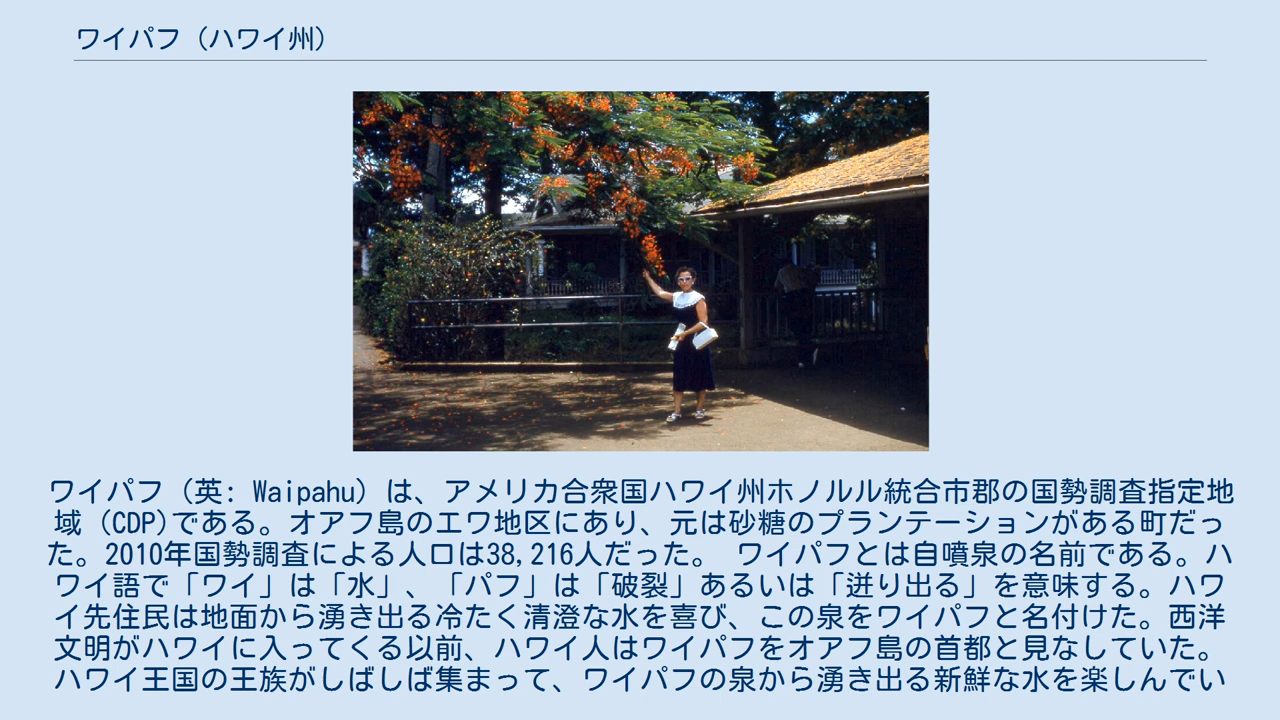 ワイパフ（ハワイ州）
ワイパフ（英: Waipahu）は、アメリカ合衆国ハワイ州ホノルル統合市郡の国勢調査指定地
域 (CDP)である。オアフ島のエワ地区にあり、元は砂糖のプランテーションがある町だっ
た。2010年国勢調査による人口は38,216人だった。 ワイパフとは自噴泉の名前である。ハ
ワイ語で「ワイ」は「水」、「パフ」は「破裂」あるいは「迸り出る」を意味する。ハワ
イ先住民は地面から湧き出る冷たく清澄な水を喜び、この泉をワイパフと名付けた。西洋
文明がハワイに入ってくる以前、ハワイ人はワイパフをオアフ島の首都と見なしていた。
ハワイ王国の王族がしばしば集まって、ワイパフの泉から湧き出る新鮮な水を楽しんでい